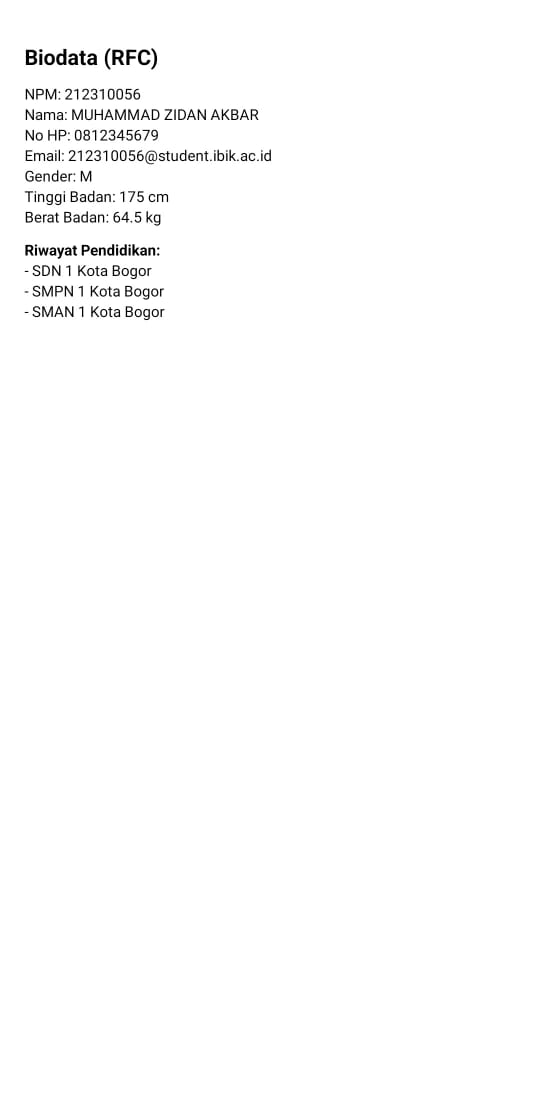 Biodata (RFC)
NPM: 212310056
Nama: MUHAMMAD ZIDAN AKBAR
No HP: 0812345679
Email: 212310056@student.ibik.ac.id
Gender: M
Tinggi Badan: 175 cm
Berat Badan: 64.5 kg
Riwayat Pendidikan:
- SDN 1 Kota Bogor
- SMPN 1 Kota Bogor
- SMAN 1 Kota Bogor